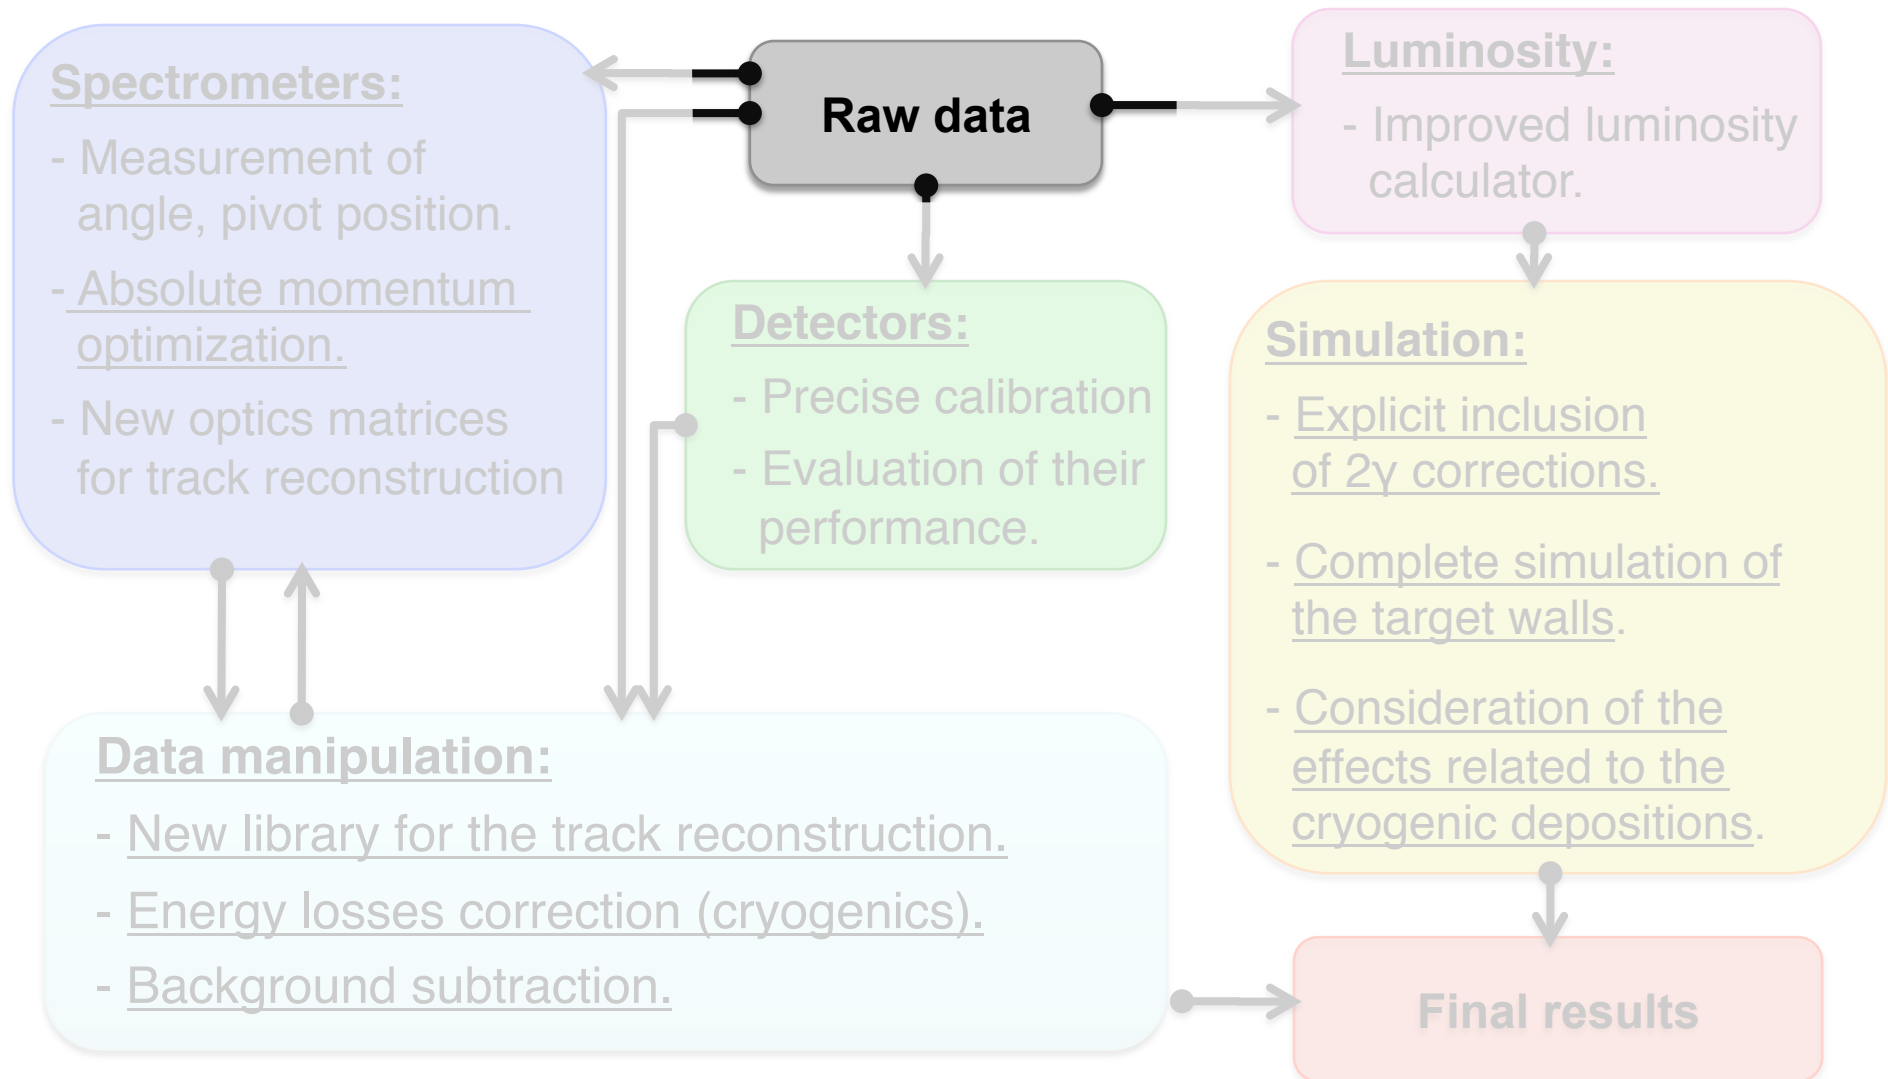 Spectrometers:
- Measurement of
angle, pivot position.
- Absolute momentum
optimization.
- New optics matrices
for track reconstruction
Raw data
Luminosity:
- Improved luminosity
calculator.
Detectors:
- Precise calibration
- Evaluation of their
performance.
Simulation:
- Explicit inclusion
of 2γ corrections.
- Complete simulation of
the target walls.
- Consideration of the
effects related to the
cryogenic depositions.
Data manipulation:
- New library for the track reconstruction.
- Energy losses correction (cryogenics).
- Background subtraction.
Final results